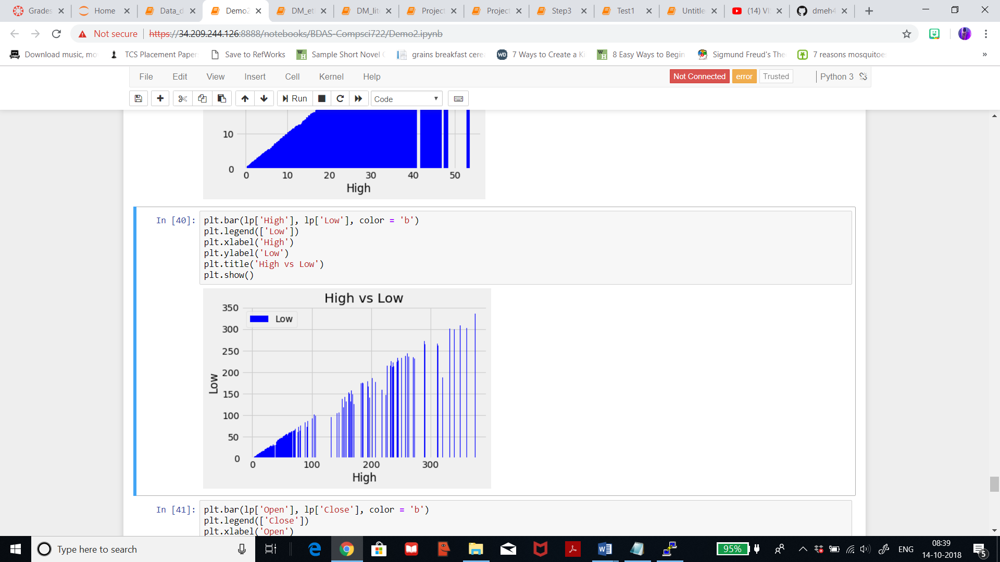 Grades
Home
Data_d
Demo2
DM_et
DM_lite
Project
Project
Step3
Test1
Untitle
(14) VI
dmeh4
Not secure
https://34.209.244.126:8888/notebooks/BDAS-Compsci722/Demo2.ipynb
Download music, mo
TCS Placement Paper
Save to RefWorks
Sample Short Novel
grains breakfast cerea
7 Ways to Create a Ki
8 Easy Ways to Begin
Sigmund Freud's The
7 reasons mosquitoe
»
File Edit View Insert Cell Kernel Help
Not Connected error Trusted Python 3
Run Code
10
0
0 10 20 30 40 50
High
In [40]:
plt.bar(lp['High'], lp['Low'], color = 'b')
plt.legend(['Low'])
plt.xlabel('High')
plt.ylabel('Low')
plt.title('High vs Low')
plt.show()
High vs Low
Low
350
300
250
200
150
100
50
0
Low
0 100 200 300
High
In [41]:
plt.bar(lp['Open'], lp['Close'], color = 'b')
plt.legend(['Close'])
plt.xlabel('Open')
Type here to search
95%
ENG
08:39
14-10-2018
5